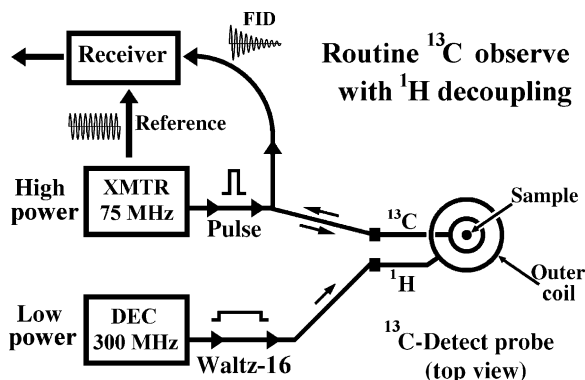 FID
Receiver
Routine ¹³C observe
with ¹H decoupling
Reference
High
power
XMTR
75 MHz
Pulse
¹³C
Sample
¹H
Outer
coil
Low
power
DEC
300 MHz
Waltz-16
¹³C-Detect probe
(top view)